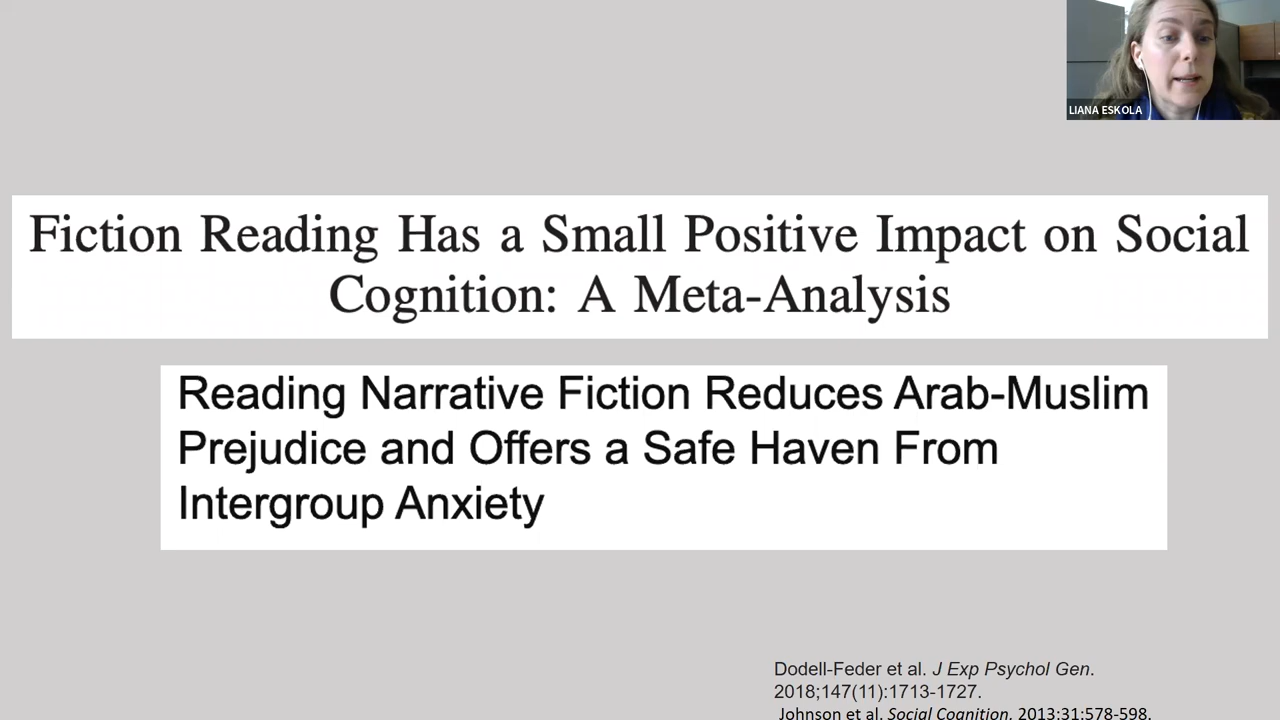 LIANA ESKOLA
Fiction Reading Has a Small Positive Impact on Social
Cognition: A Meta-Analysis
Reading Narrative Fiction Reduces Arab-Muslim
Prejudice and Offers a Safe Haven From
Intergroup Anxiety
Dodell-Feder et al. J Exp Psychol Gen.
2018;147(11):1713-1727.
Johnson et al. Social Cognition. 2013;31:578-598.